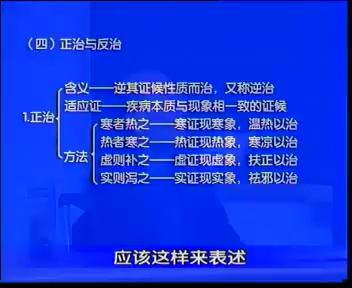 （四）正治与反治
含义——逆其证候性质而治，又称逆治
适应证——疾病本质与现象相一致的证候
1.正治
寒者热之——寒证现寒象，温热以治
热者寒之——热证现热象，寒凉以治
方法
虚则补之——虚证现虚象，扶正以治
实则泻之——实证现实象，祛邪以治
应该这样来表述